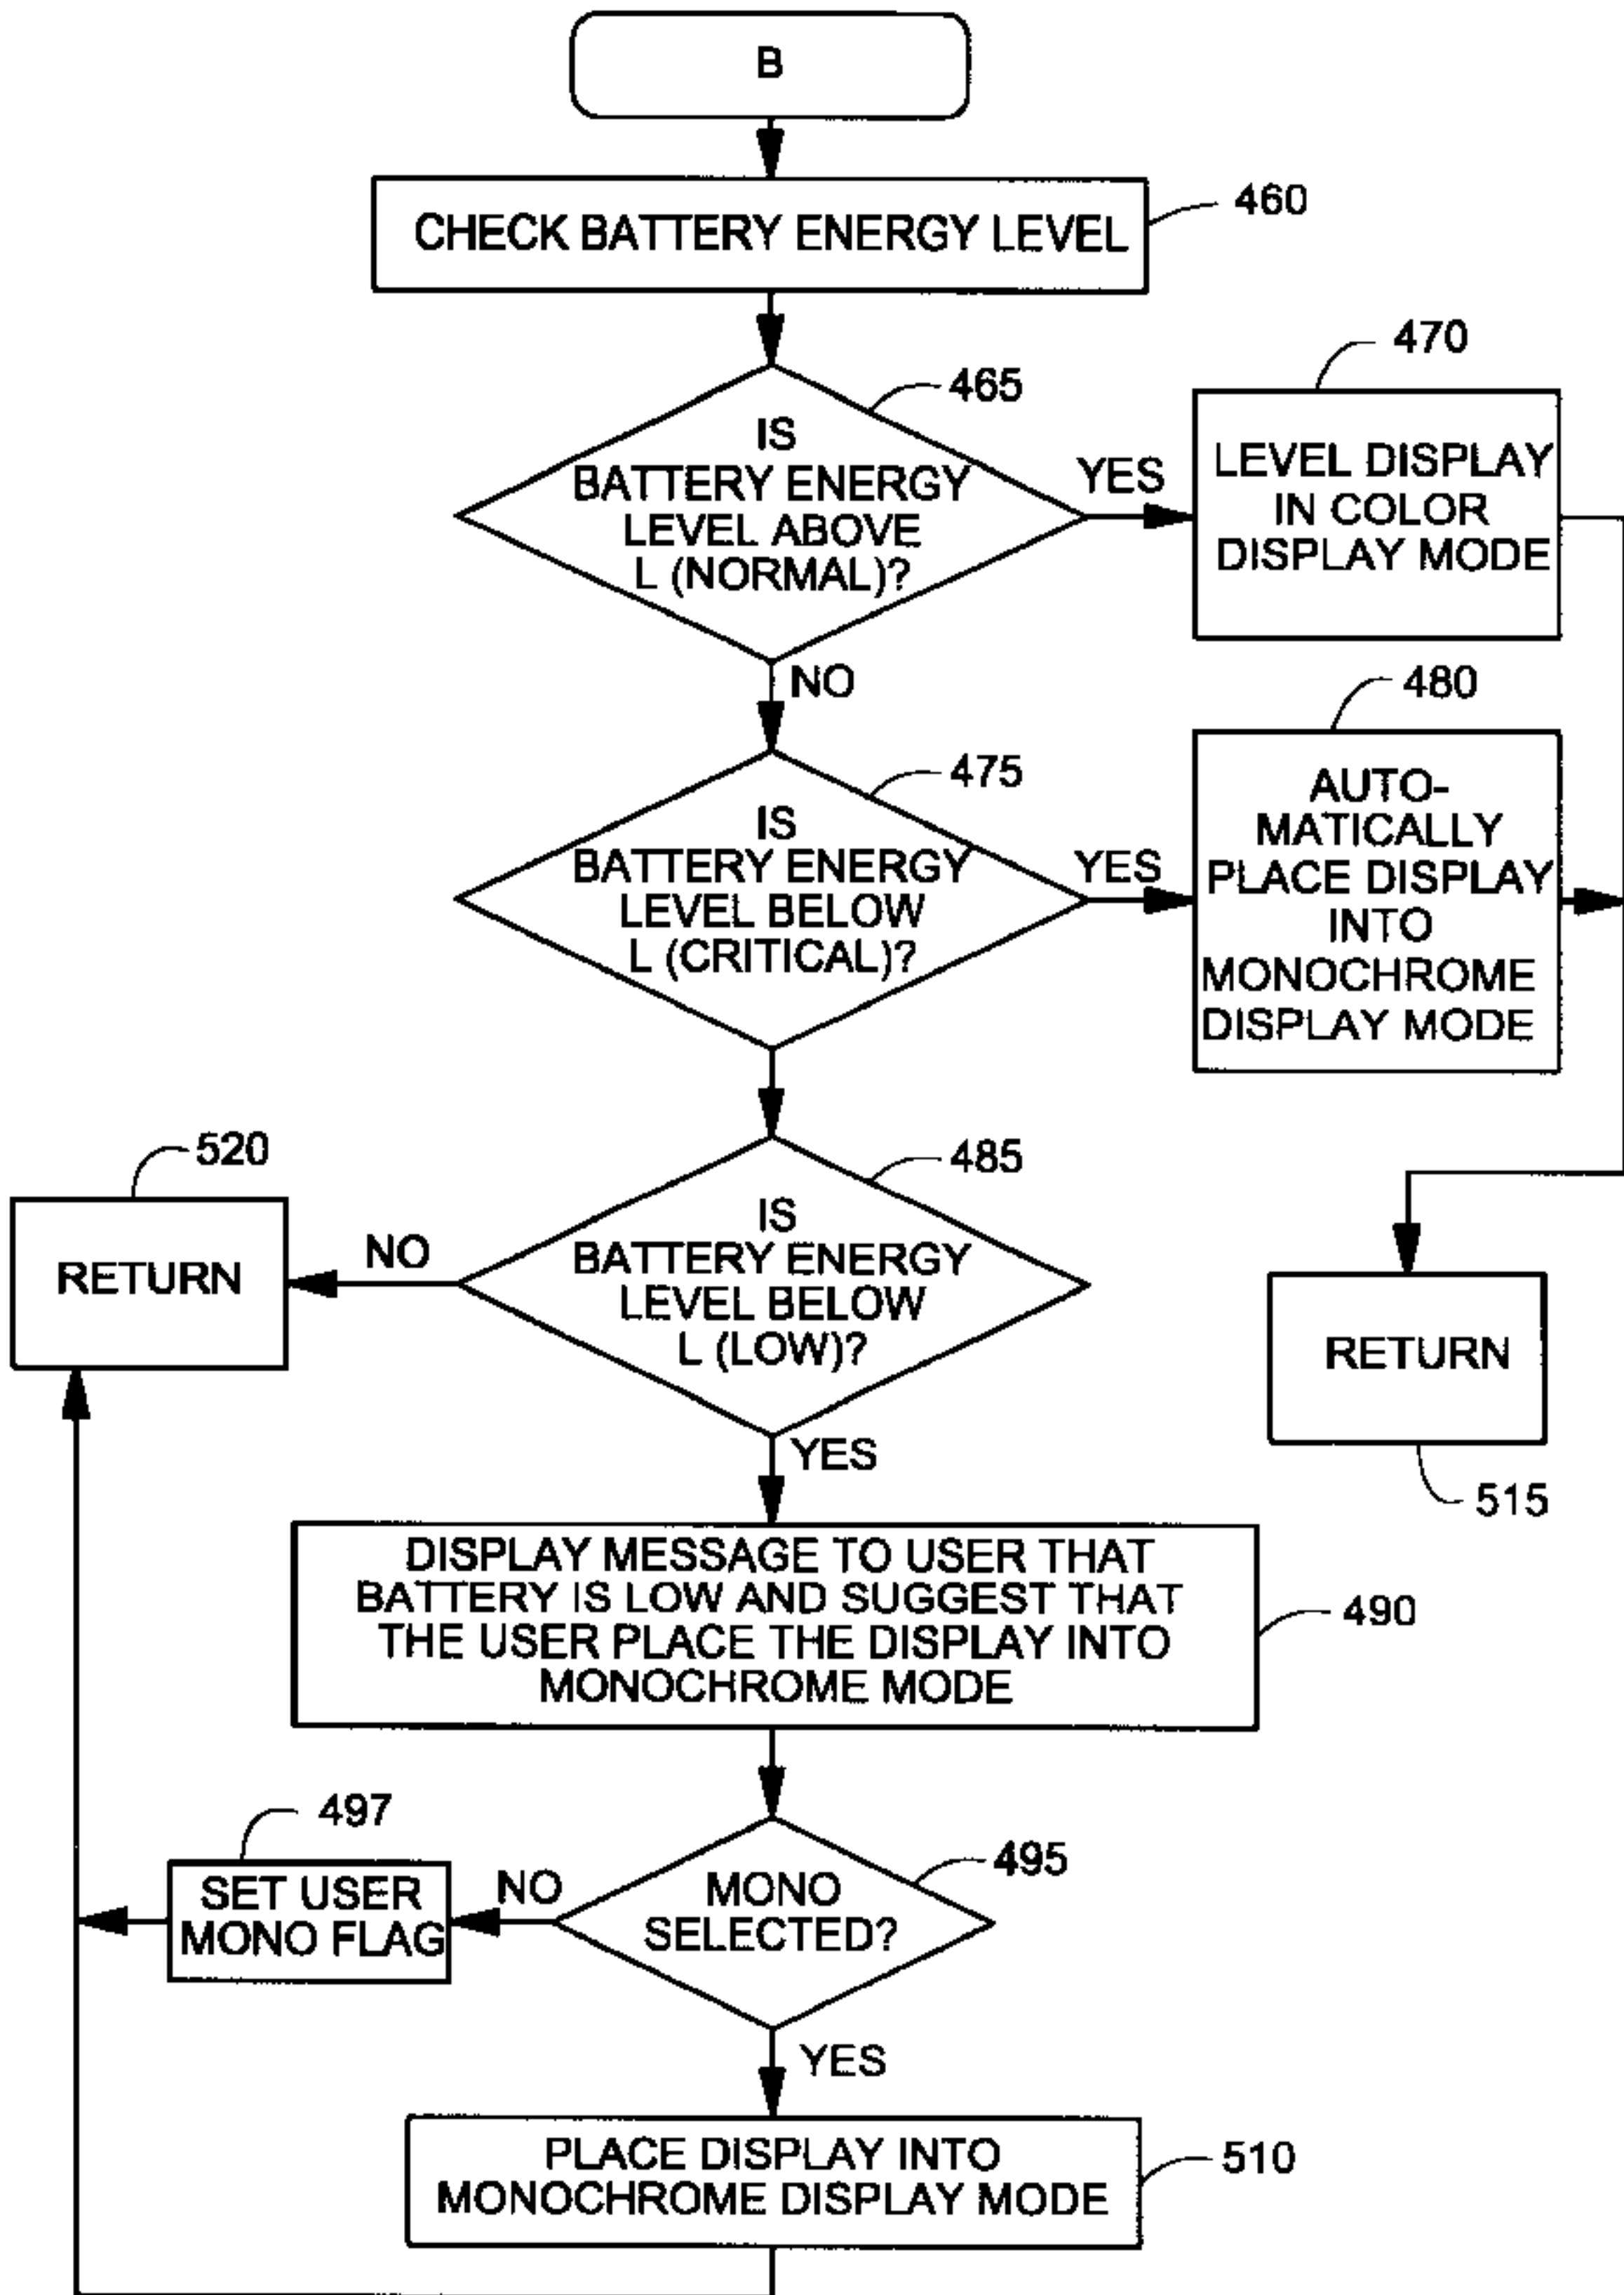 B
CHECK BATTERY ENERGY LEVEL
460
465
IS
BATTERY ENERGY
LEVEL ABOVE
L (NORMAL)?
YES
470
LEVEL DISPLAY
IN COLOR
DISPLAY MODE
NO
475
IS
BATTERY ENERGY
LEVEL BELOW
L (CRITICAL)?
YES
480
AUTO-
MATICALLY
PLACE DISPLAY
INTO
MONOCHROME
DISPLAY MODE
485
IS
BATTERY ENERGY
LEVEL BELOW
L (LOW)?
NO
520
RETURN
RETURN
515
YES
DISPLAY MESSAGE TO USER THAT
BATTERY IS LOW AND SUGGEST THAT
THE USER PLACE THE DISPLAY INTO
MONOCHROME MODE
490
495
MONO
SELECTED?
NO
497
SET USER
MONO FLAG
YES
PLACE DISPLAY INTO
MONOCHROME DISPLAY MODE
510